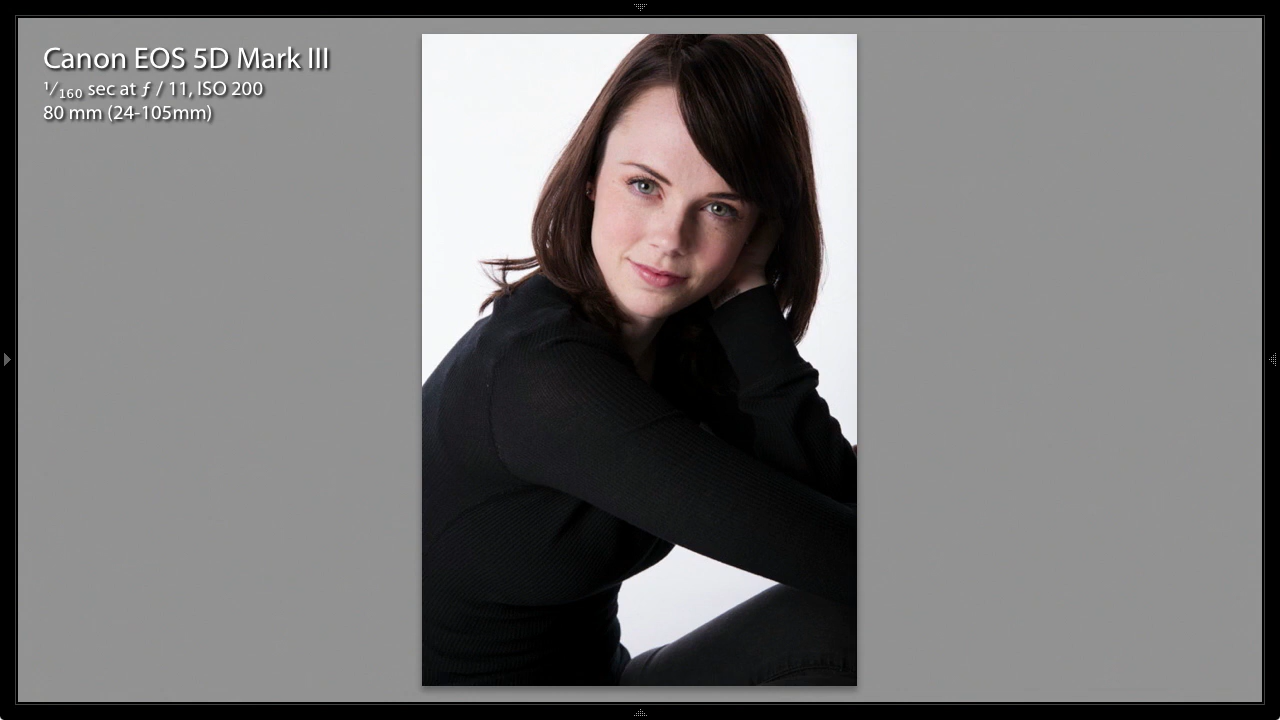 Canon EOS 5D Mark III
1/160 sec at ƒ / 11, ISO 200
80 mm (24-105mm)